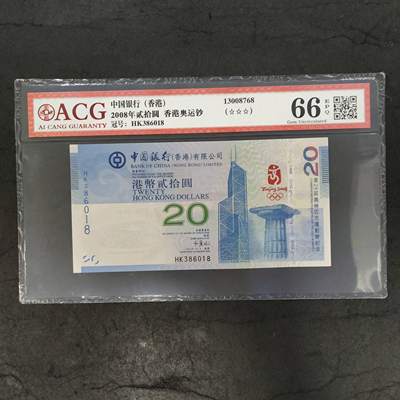 ACG
AI CANG GUARANTY
中国银行（香港）
2008年贰拾圆 香港奥运钞
冠号: HK386018
13008768
(☆☆☆)
66 EPQ
Gem Uncirculated
中國銀行(香港)有限公司
BANK OF CHINA (HONG KONG) LIMITED
港幣貳拾圓
TWENTY
HONG KONG DOLLARS
20
HK386018
HK386018
Beijing 2008
20